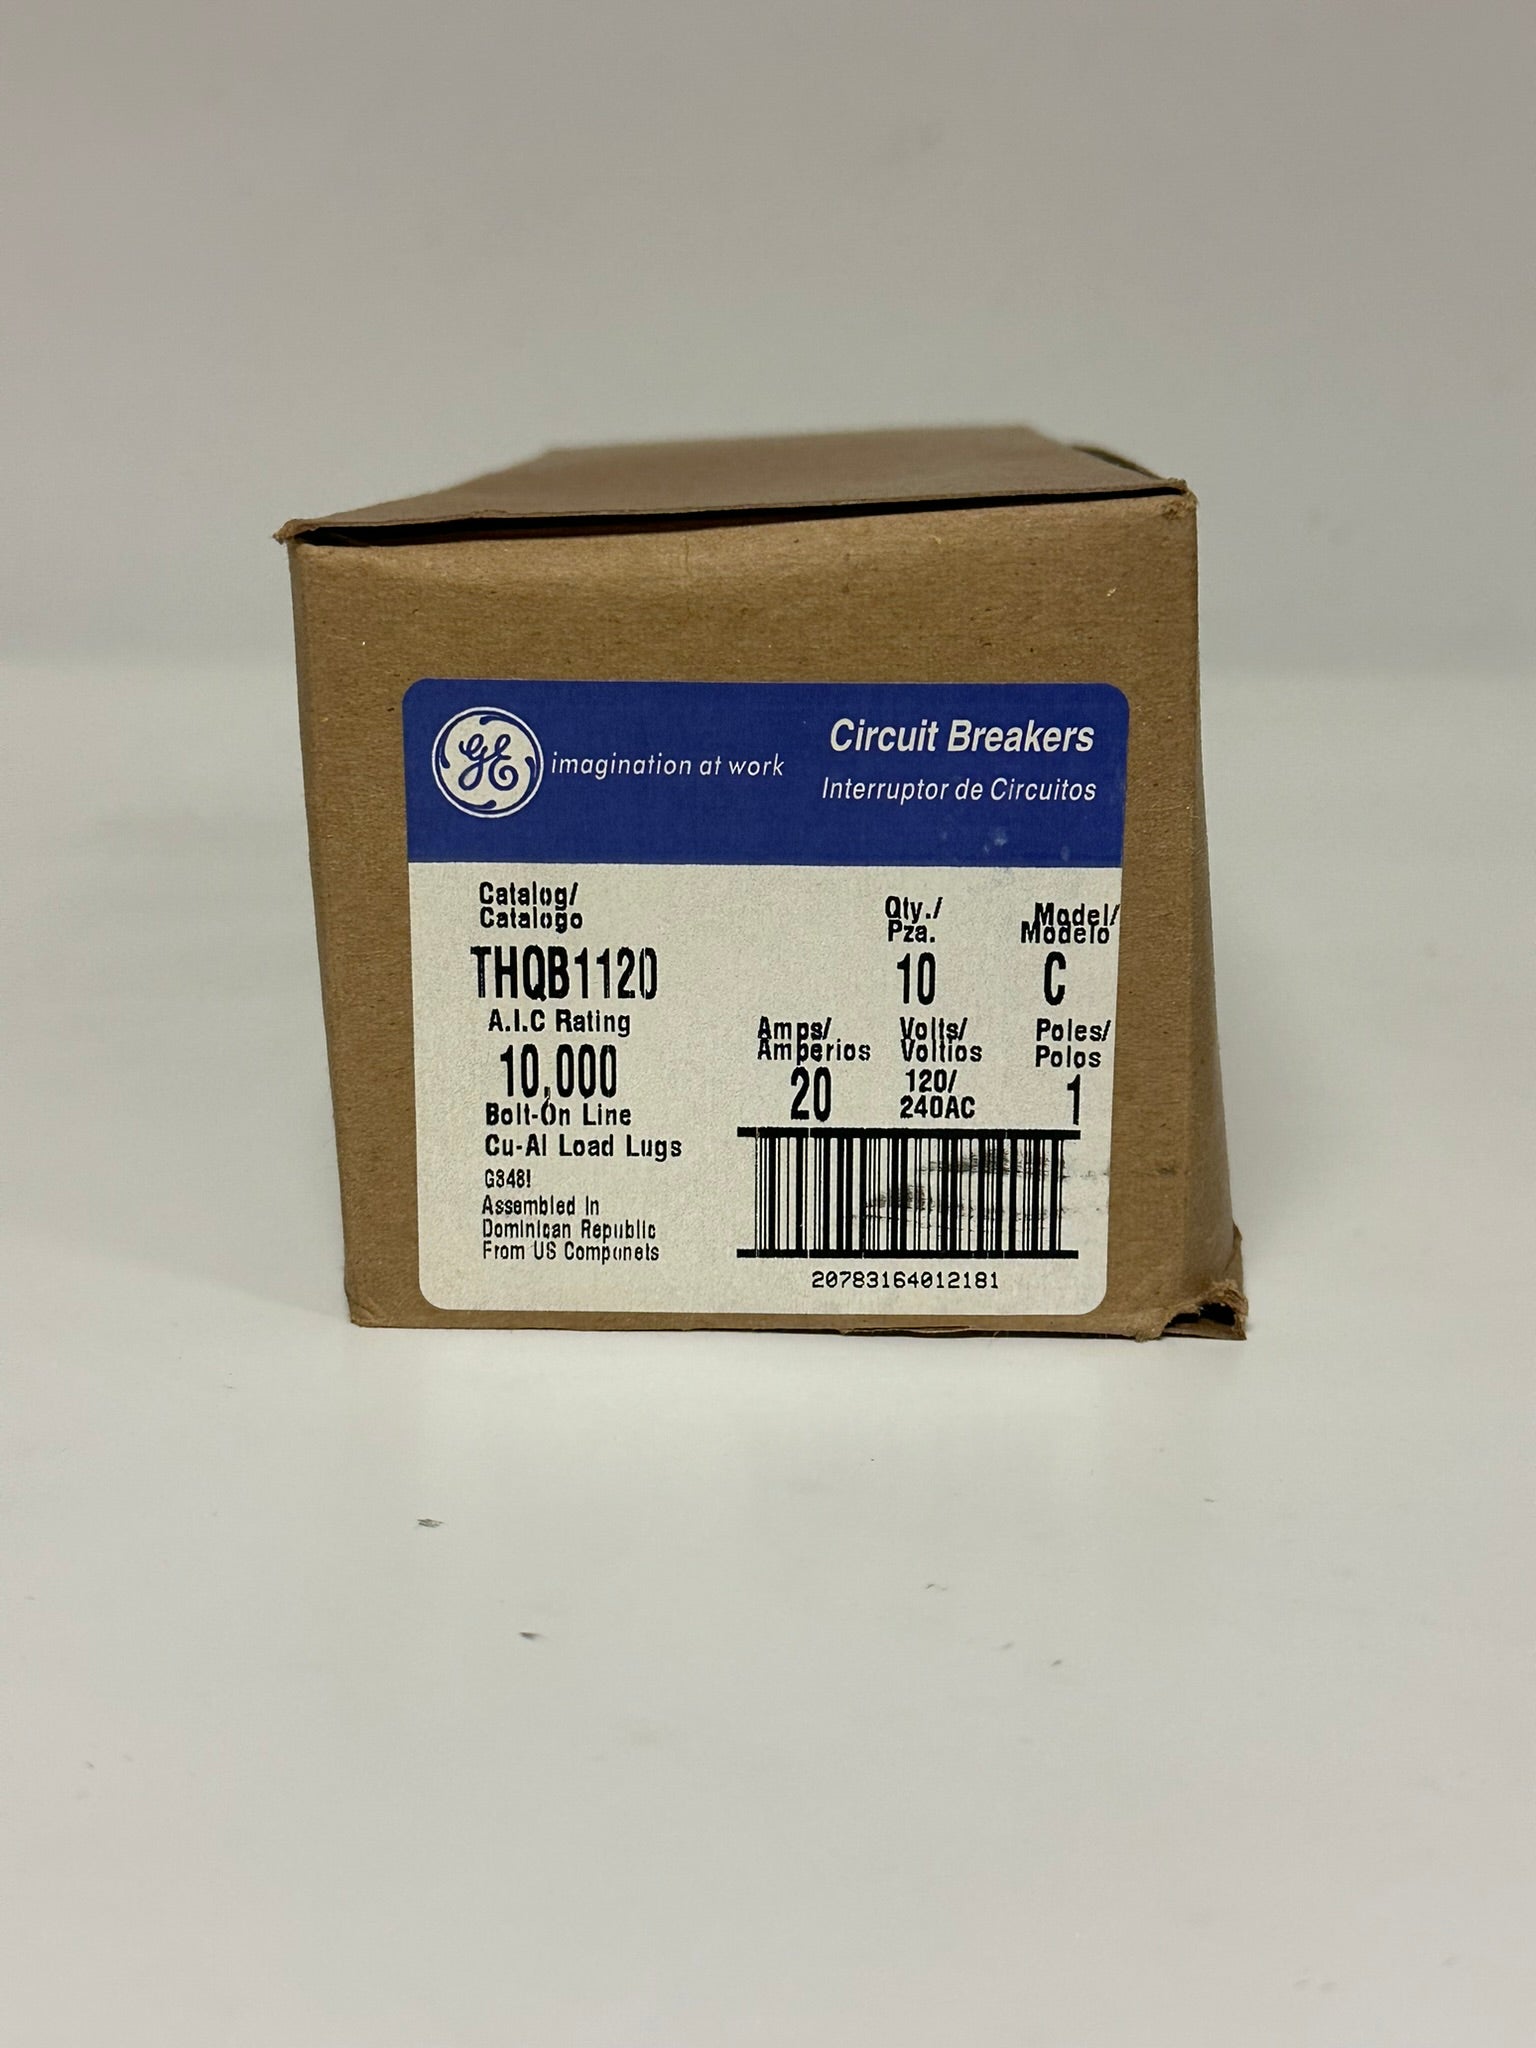 GE imagination at work
Circuit Breakers
Interruptor de Circuitos
Catalog/
Catalogo
THQB1120
A.I.C Rating
10,000
Bolt-On Line
Cu-Al Load Lugs
Assembled In
Dominican Republic
From US Componets
Qty./
Pza.
10
Model/
Modelo
C
Amps/
Amperios
20
Volts/
Voltios
120/
240AC
Poles/
Polos
1
20783164012181